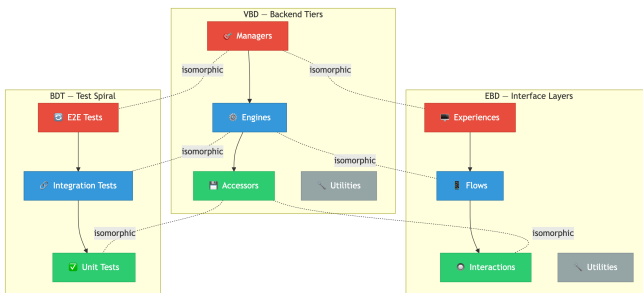 VBD — Backend Tiers
Managers
isomorphic
isomorphic
BDT — Test Spiral
EBD — Interface Layers
E2E Tests
Engines
Experiences
isomorphic
isomorphic
Integration Tests
Accessors
Utilities
Flows
isomorphic
isomorphic
Unit Tests
Interactions
Utilities